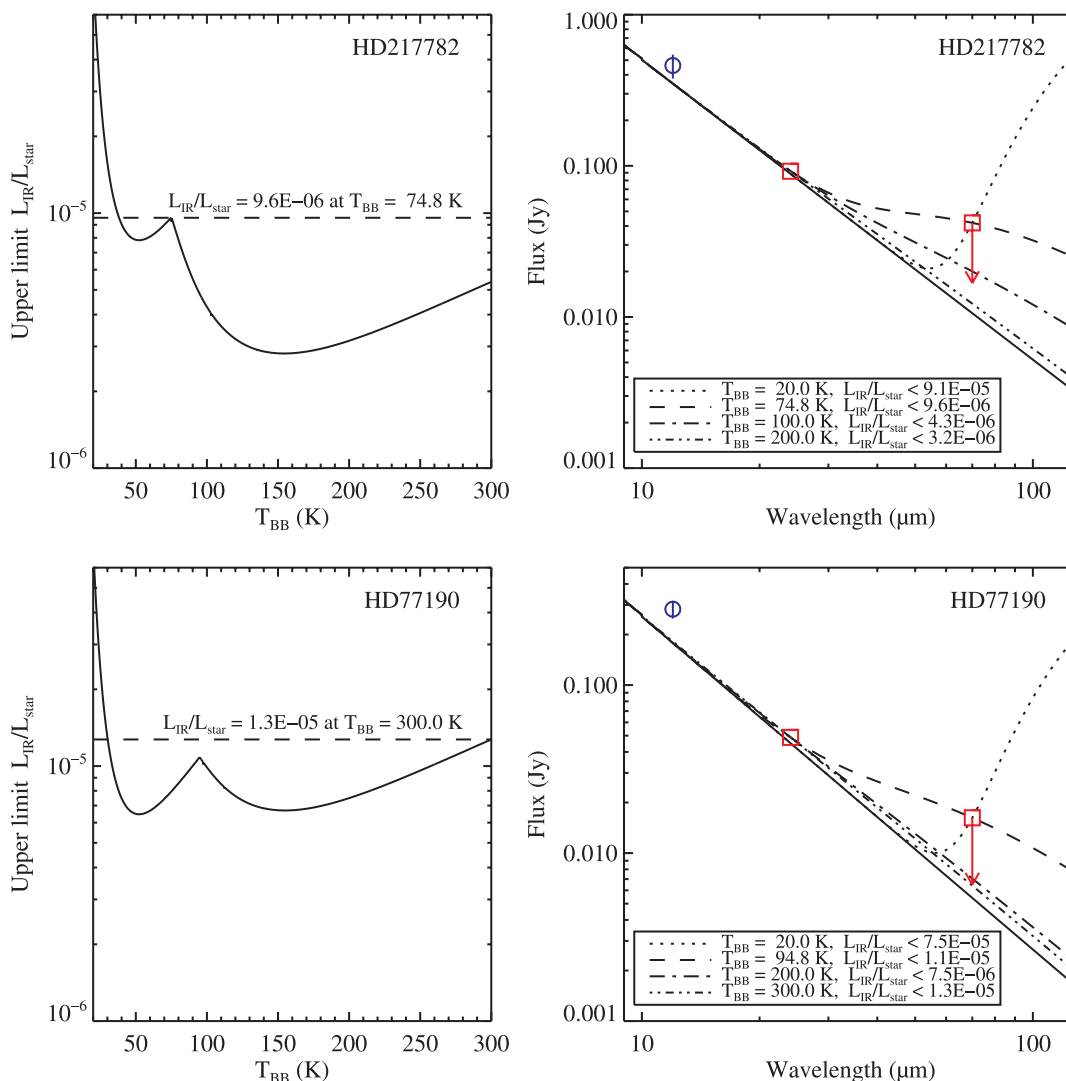 HD217782
Upper limit L_IR/L_star
10⁻⁵
10⁻⁶
L_IR/L_star = 9.6E−06 at T_BB = 74.8 K
50 100 150 200 250 300
T_BB (K)
HD217782
Flux (Jy)
1.000
0.100
0.010
0.001
T_BB = 20.0 K, L_IR/L_star < 9.1E−05
T_BB = 74.8 K, L_IR/L_star < 9.6E−06
T_BB = 100.0 K, L_IR/L_star < 4.3E−06
T_BB = 200.0 K, L_IR/L_star < 3.2E−06
10 100
Wavelength (µm)
HD77190
Upper limit L_IR/L_star
10⁻⁵
10⁻⁶
L_IR/L_star = 1.3E−05 at T_BB = 300.0 K
50 100 150 200 250 300
T_BB (K)
HD77190
Flux (Jy)
0.100
0.010
0.001
T_BB = 20.0 K, L_IR/L_star < 7.5E−05
T_BB = 94.8 K, L_IR/L_star < 1.1E−05
T_BB = 200.0 K, L_IR/L_star < 7.5E−06
T_BB = 300.0 K, L_IR/L_star < 1.3E−05
10 100
Wavelength (µm)